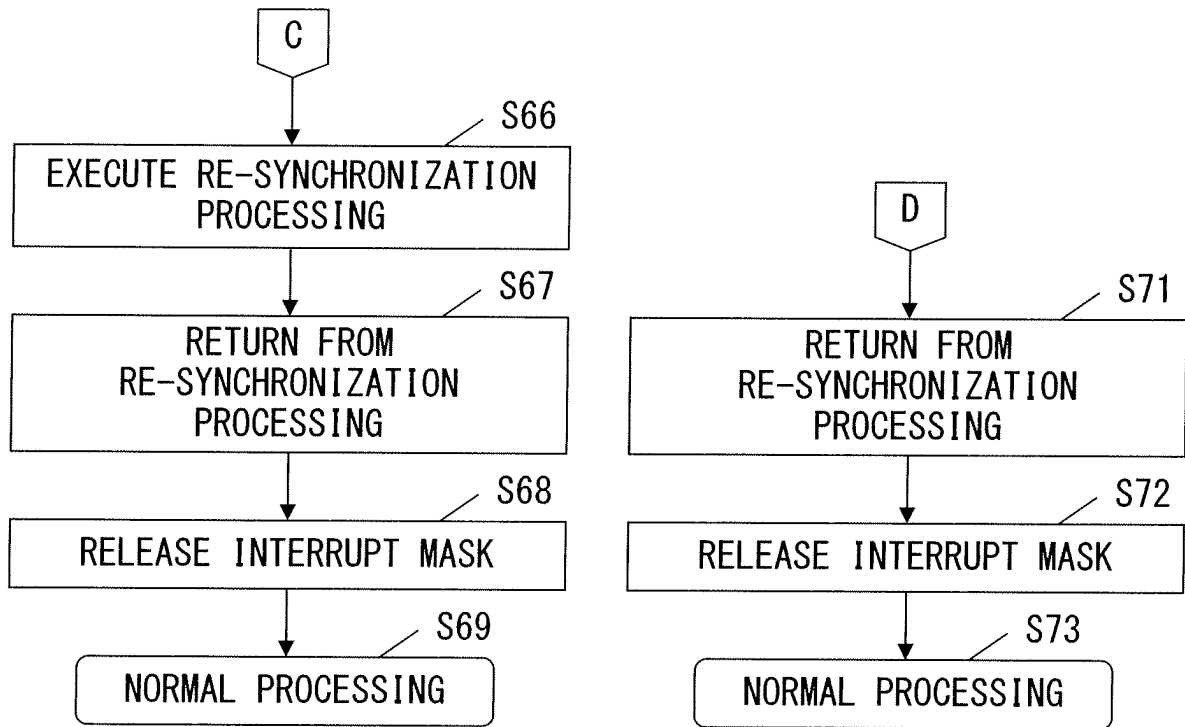 C
S66
EXECUTE RE-SYNCHRONIZATION
PROCESSING
S67
RETURN FROM
RE-SYNCHRONIZATION
PROCESSING
S68
RELEASE INTERRUPT MASK
S69
NORMAL PROCESSING
D
S71
RETURN FROM
RE-SYNCHRONIZATION
PROCESSING
S72
RELEASE INTERRUPT MASK
S73
NORMAL PROCESSING